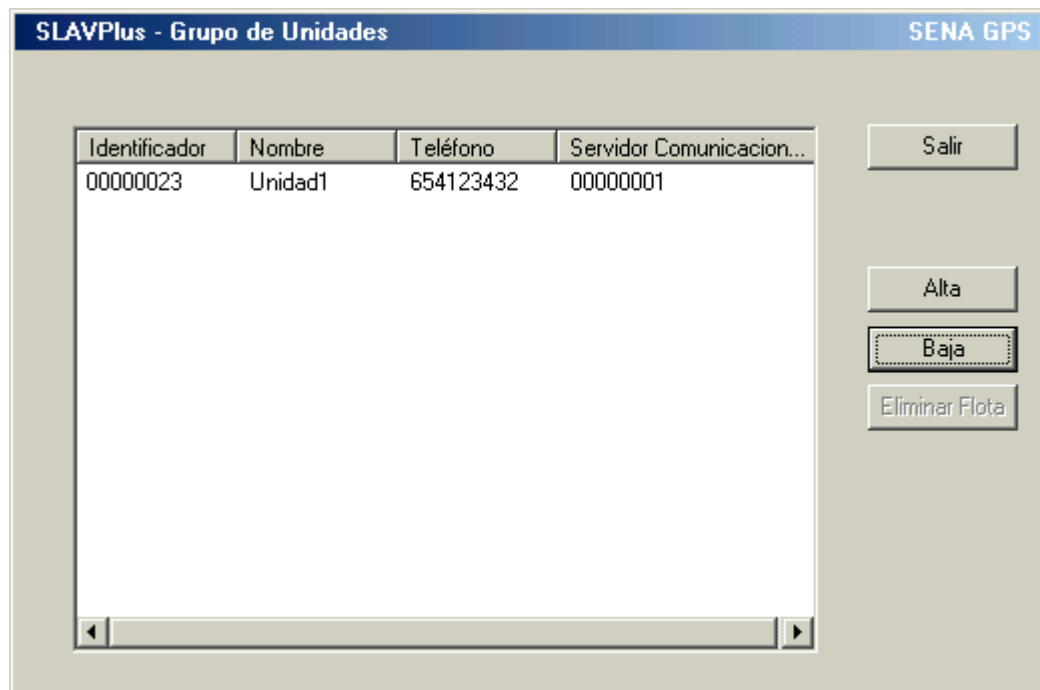 SLAVPlus - Grupo de Unidades SENA GPS
Identificador Nombre Teléfono Servidor Comunicacion...
00000023 Unidad1 654123432 00000001
Salir
Alta
Baja
Eliminar Flota